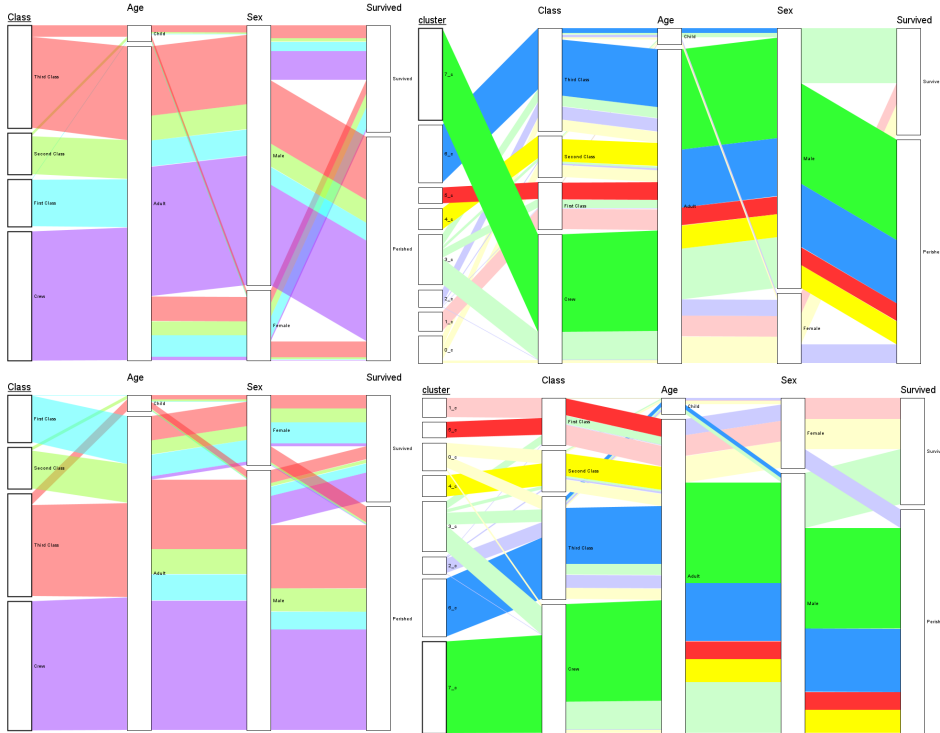 Class
Age
Sex
Survived
Third Class
Second Class
First Class
Crew
Child
Adult
Male
Female
Survived
Perished
cluster
Class
Age
Sex
Survived
7_c
6_c
5_c
4_c
3_c
2_c
1_c
0_c
Third Class
Second Class
First Class
Crew
Child
Adult
Male
Female
Survive
Perishe
Class
Age
Sex
Survived
First Class
Second Class
Third Class
Crew
Child
Adult
Female
Male
Survived
Perished
cluster
Class
Age
Sex
Survived
1_c
5_c
0_c
4_c
3_c
2_c
6_c
7_c
First Class
Second Class
Third Class
Crew
Child
Adult
Female
Male
Surviv
Perish